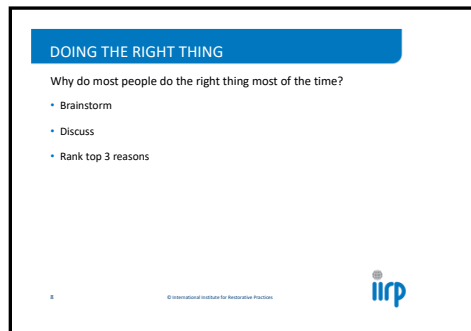 DOING THE RIGHT THING
Why do most people do the right thing most of the time?
• Brainstorm
• Discuss
• Rank top 3 reasons
8
© International Institute for Restorative Practices
iirp